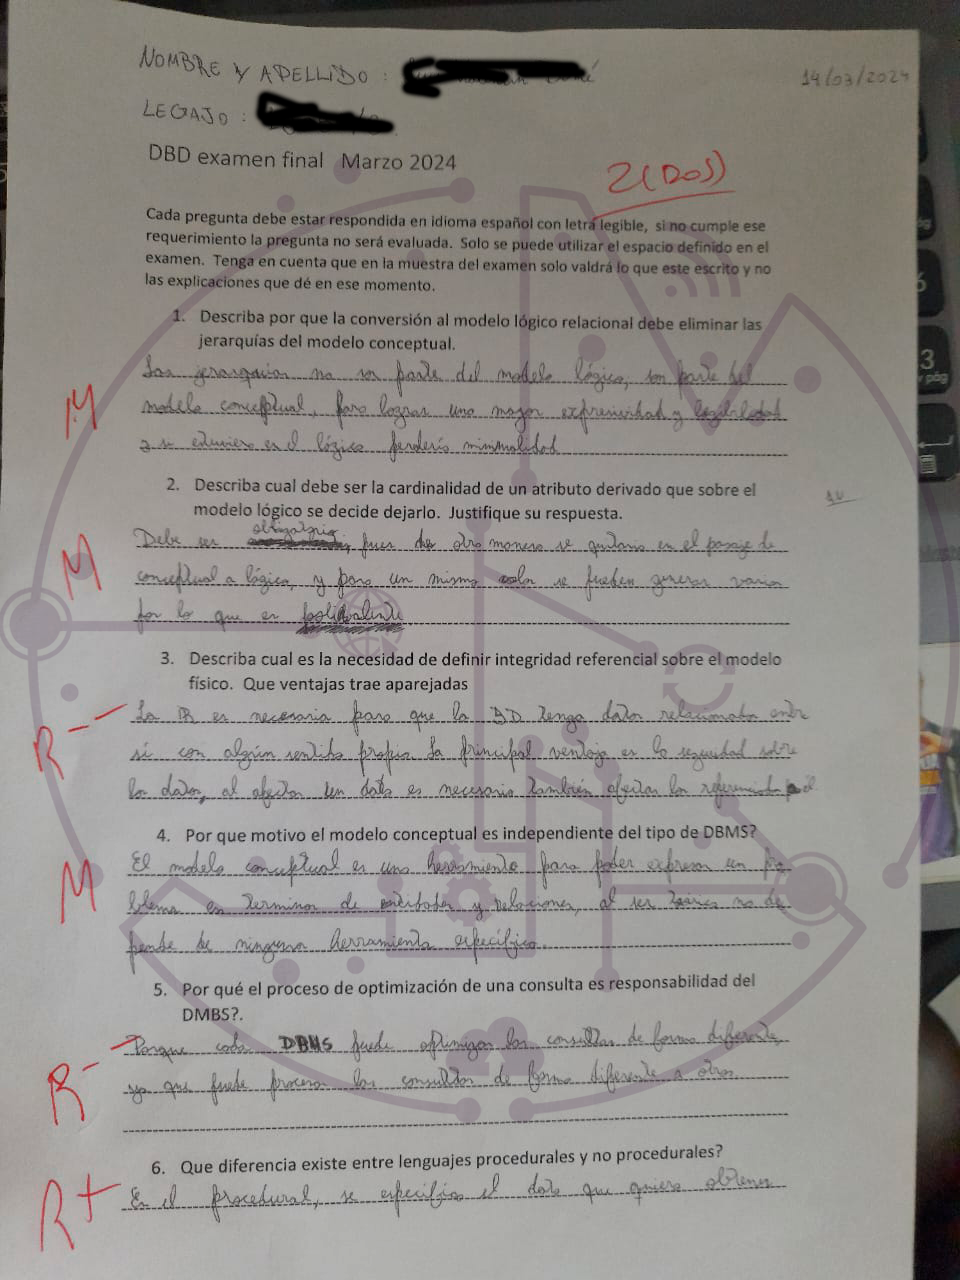 NOMBRE Y APELLIDO :
14/03/2024
LEGAJO :
DBD examen final Marzo 2024
2 (DOS)
Cada pregunta debe estar respondida en idioma español con letra legible, si no cumple ese
requerimiento la pregunta no será evaluada. Solo se puede utilizar el espacio definido en el
examen. Tenga en cuenta que en la muestra del examen solo valdrá lo que este escrito y no
las explicaciones que dé en ese momento.
1. Describa por que la conversión al modelo lógico relacional debe eliminar las
jerarquías del modelo conceptual.
M
Las jerarquias no son parte del modelo lógico, son parte del
modelo conceptual, para lograr una mayor expresividad y legibilidad
y si estuviera en el lógico perdería minimalidad
2. Describa cual debe ser la cardinalidad de un atributo derivado que sobre el
modelo lógico se decide dejarlo. Justifique su respuesta.
M
Debe ser obligatorio, pues de otra manera se quitaria en el pasaje de
conceptual a lógico, y para un mismo valor se pueden generar varios
por lo que es polivalente
3. Describa cual es la necesidad de definir integridad referencial sobre el modelo
físico. Que ventajas trae aparejadas
R--
La IR es necesaria para que la BD tenga datos relacionados entre
sí con algún sentido propio. La principal ventaja es la seguridad sobre
los datos, al afectar un dato es necesario también afectar los
4. Por que motivo el modelo conceptual es independiente del tipo de DBMS?
M
El modelo conceptual es una herramienta para poder expresar un pro
blema en terminos de entidades y relaciones, al ser no de
pende de ninguna herramienta específica.
5. Por qué el proceso de optimización de una consulta es responsabilidad del
DMBS?.
R--
Porque cada DBMS puede optimizar las consultas de forma diferente,
ya que puede procesar las consultas de forma diferente a otros.
6. Que diferencia existe entre lenguajes procedurales y no procedurales?
R+
En el procedural, se especifica el dato que quiero obtener
3